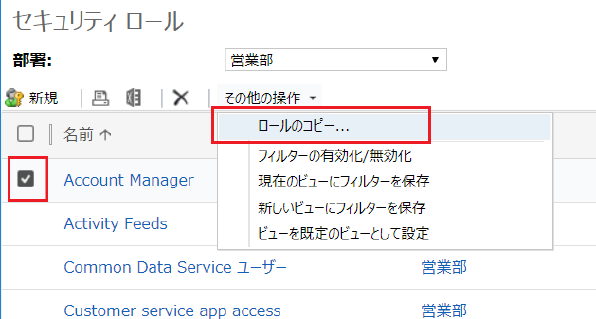 セキュリティ ロール
部署: 営業部
新規 その他の操作
ロールのコピー...
名前 ↑
フィルターの有効化/無効化
現在のビューにフィルターを保存
Account Manager
新しいビューにフィルターを保存
Activity Feeds
ビューを既定のビューとして設定
Common Data Service ユーザー 営業部
Customer service app access 営業部